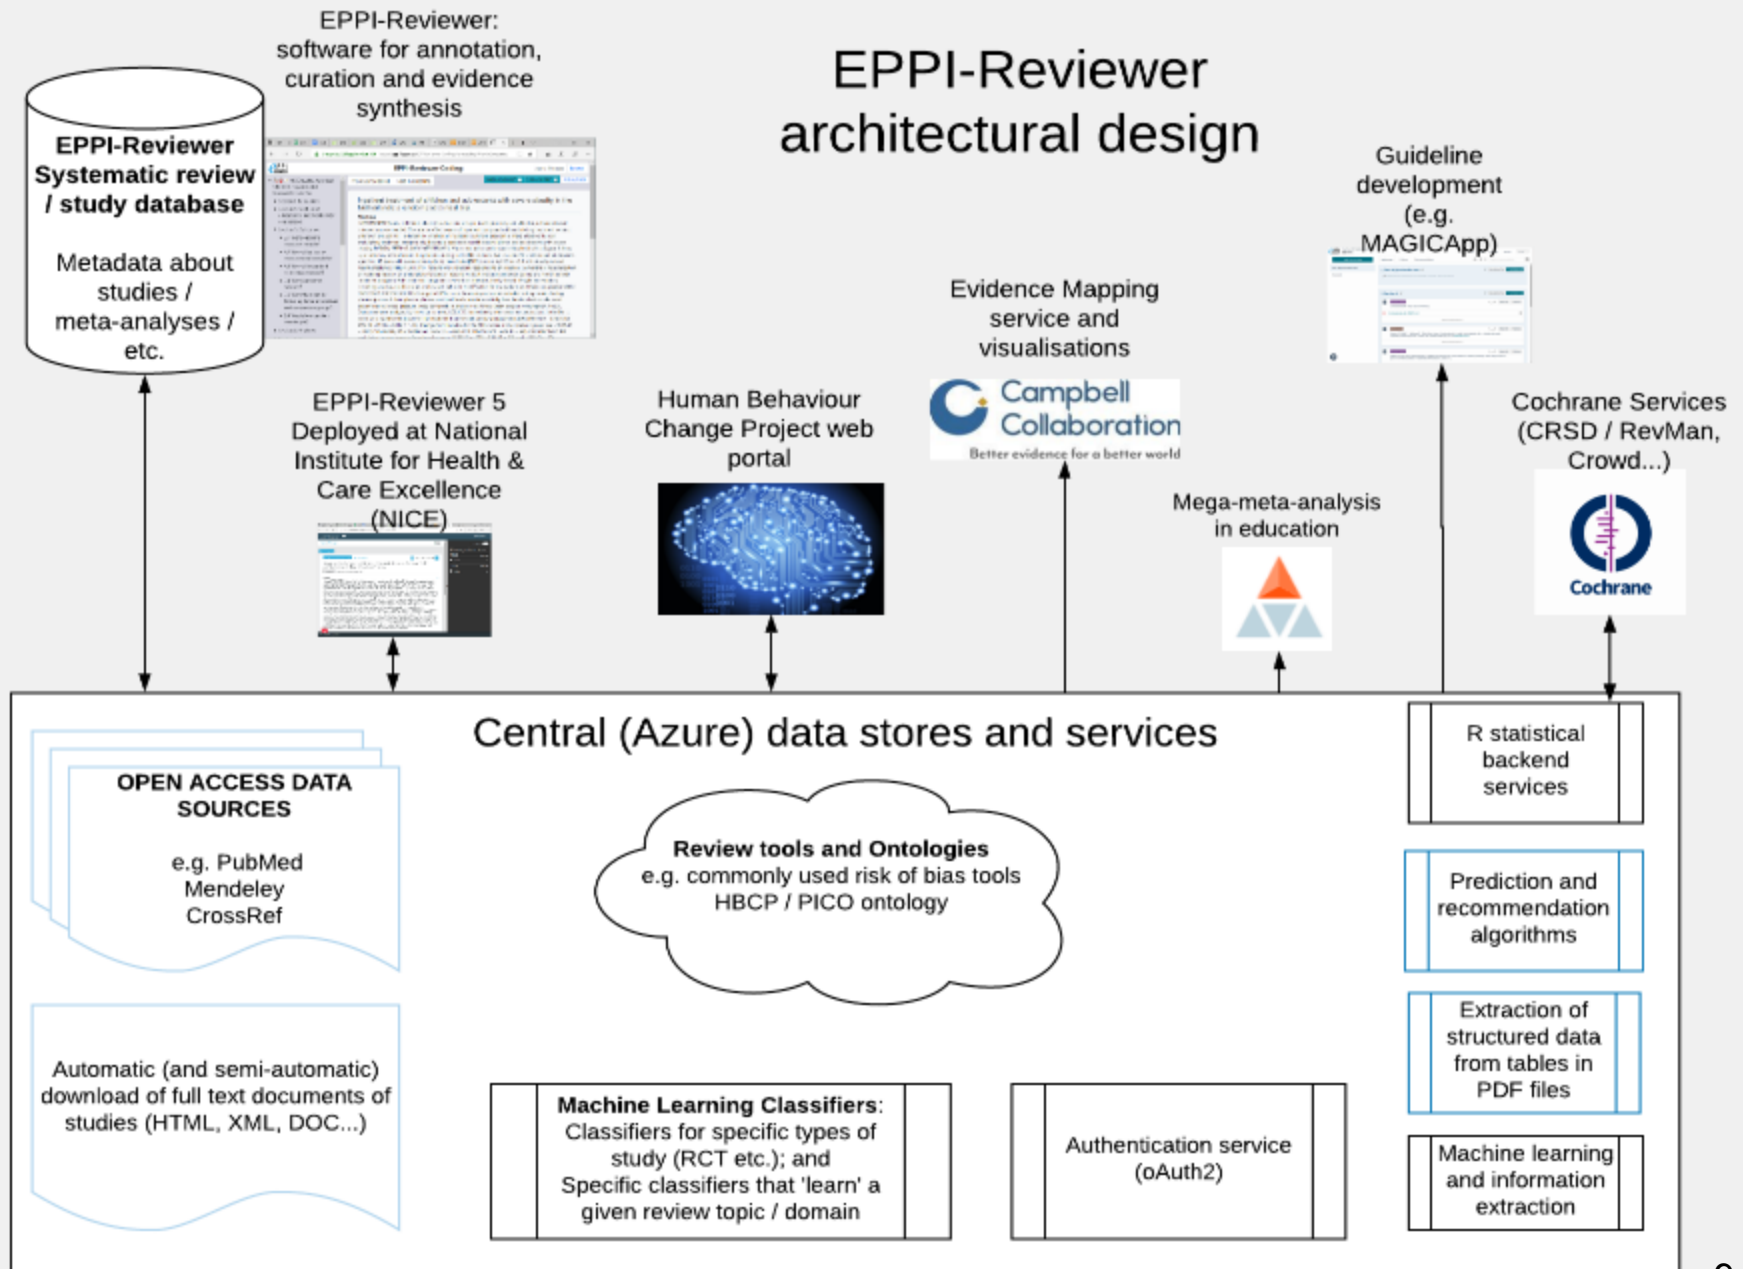 EPPI-Reviewer:
software for annotation,
curation and evidence
synthesis
EPPI-Reviewer
architectural design
EPPI-Reviewer
Systematic review
/ study database
Metadata about
studies /
meta-analyses /
etc.
EPPI-Reviewer Coding
Guideline
development
(e.g.
MAGICApp)
Evidence Mapping
service and
visualisations
Campbell
Collaboration
Better evidence for a better world
EPPI-Reviewer 5
Deployed at National
Institute for Health &
Care Excellence
(NICE)
Human Behaviour
Change Project web
portal
Mega-meta-analysis
in education
Cochrane Services
(CRSD / RevMan,
Crowd...)
Cochrane
Central (Azure) data stores and services
OPEN ACCESS DATA
SOURCES
e.g. PubMed
Mendeley
CrossRef
Automatic (and semi-automatic)
download of full text documents of
studies (HTML, XML, DOC...)
Review tools and Ontologies
e.g. commonly used risk of bias tools
HBCP / PICO ontology
Machine Learning Classifiers:
Classifiers for specific types of
study (RCT etc.); and
Specific classifiers that 'learn' a
given review topic / domain
Authentication service
(oAuth2)
R statistical
backend
services
Prediction and
recommendation
algorithms
Extraction of
structured data
from tables in
PDF files
Machine learning
and information
extraction